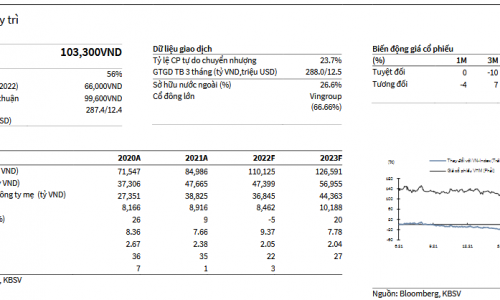 y trì
103,300VND
56%
2022) 66,000VND
huận 99,600VND
287.4/12.4
SD)
Dữ liệu giao dịch
Tỷ lệ CP tự do chuyển nhượng 23.7%
GTGD TB 3 tháng (tỷ VND,triệu USD) 288.0/12.5
Sở hữu nước ngoài (%) 26.6%
Cổ đông lớn Vingroup
(66.66%)
Biến động giá cổ phiếu
(%) 1M 3M
Tuyệt đối 0 -10
Tương đối -4 7
2020A 2021A 2022F 2023F
VND) 71,547 84,986 110,125 126,591
VND) 37,306 47,665 47,399 56,955
ông ty mẹ (tỷ VND) 27,351 38,825 36,845 44,363
8,166 8,916 8,462 10,188
%) 26 9 -5 20
8.36 7.66 9.37 7.78
2.67 2.38 2.05 2.04
36 35 22 27
7 1 3
, KBSV
(%)
Nguồn: Bloomberg, KBSV